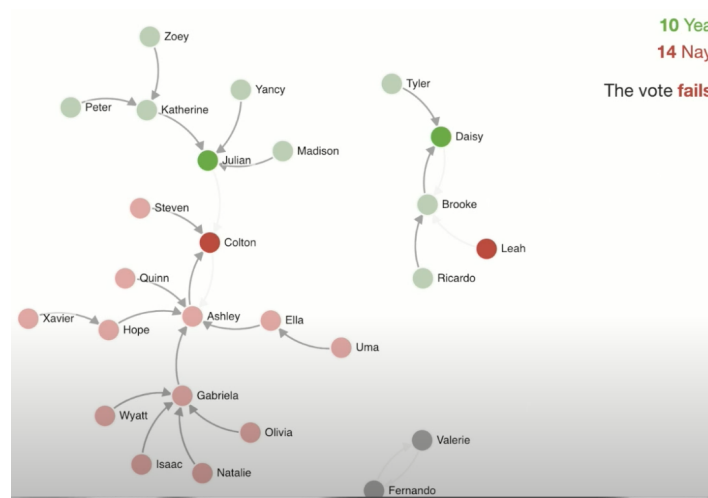 Zoey
10 Yea
14 Nay
Tyler
Yancy
Peter
Katherine
The vote fails
Daisy
Madison
Julian
Steven
Brooke
Colton
Leah
Quinn
Ricardo
Xavier
Ashley
Ella
Hope
Uma
Gabriela
Wyatt
Olivia
Valerie
Isaac
Natalie
Fernando